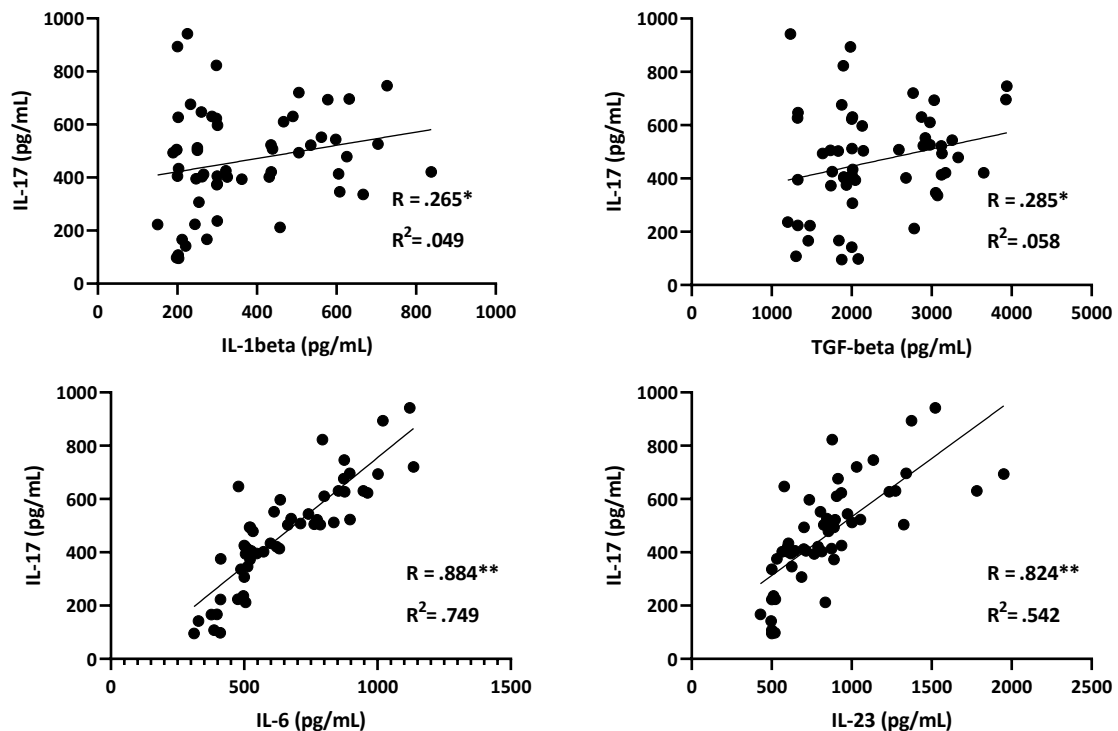 1000
800
600
400
200
0
IL-17 (pg/mL)
R = .265*
R²= .049
0 200 400 600 800 1000
IL-1beta (pg/mL)
1000
800
600
400
200
0
IL-17 (pg/mL)
R = .285*
R²= .058
0 1000 2000 3000 4000 5000
TGF-beta (pg/mL)
1000
800
600
400
200
0
IL-17 (pg/mL)
R = .884**
R²= .749
0 500 1000 1500
IL-6 (pg/mL)
1000
800
600
400
200
0
IL-17 (pg/mL)
R = .824**
R²= .542
0 500 1000 1500 2000 2500
IL-23 (pg/mL)